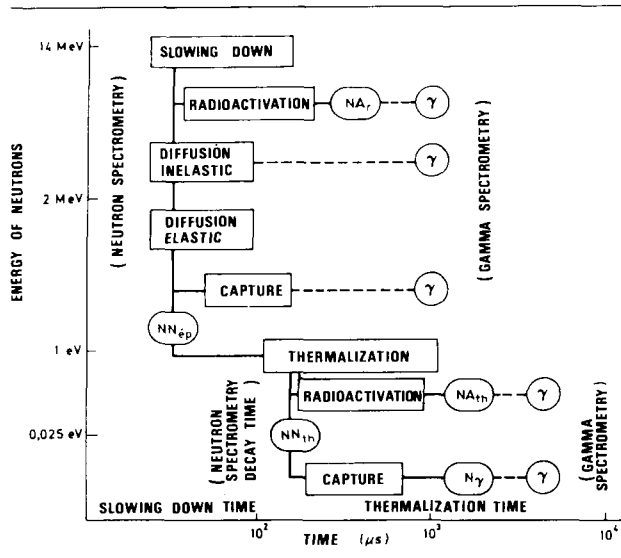 14 MeV
SLOWING DOWN
RADIOACTIVATION
NAr
γ
DIFFUSIÓN
INELASTIC
γ
2 MeV
DIFFUSION
ELASTIC
CAPTURE
γ
NNép
1 eV
THERMALIZATION
RADIOACTIVATION
NAth
γ
NNth
0,025 eV
CAPTURE
Nγ
γ
ENERGY OF NEUTRONS
(NEUTRON SPECTROMETRY)
(GAMMA SPECTROMETRY)
(NEUTRON
SPECTROMETRY
DECAY TIME)
(GAMMA
SPECTROMETRY)
SLOWING DOWN TIME
THERMALIZATION TIME
10² 10³ 10⁴
TIME (µs)